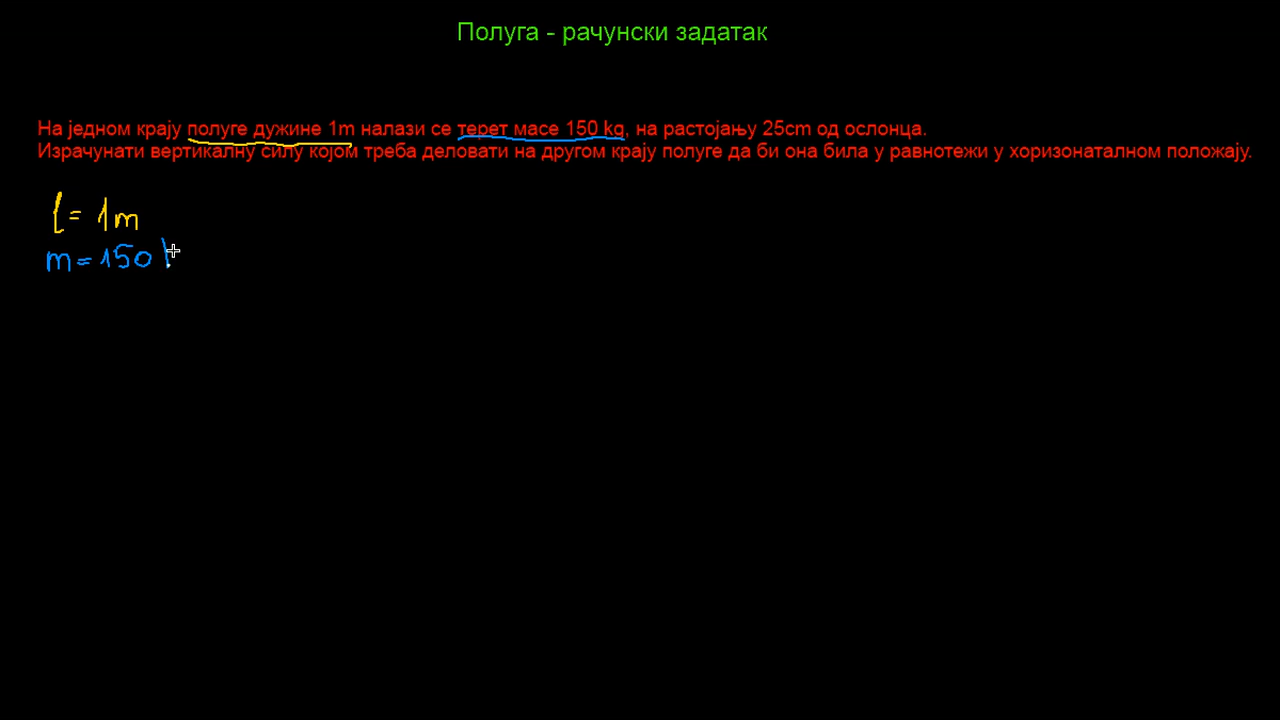 Полуга - рачунски задатак
На једном крају полуге дужине 1m налази се терет масе 150 kg, на растојању 25cm од ослонца.
Израчунати вертикалну силу којом треба деловати на другом крају полуге да би она била у равнотежи у хоризонаталном положају.
l = 1m
m = 150